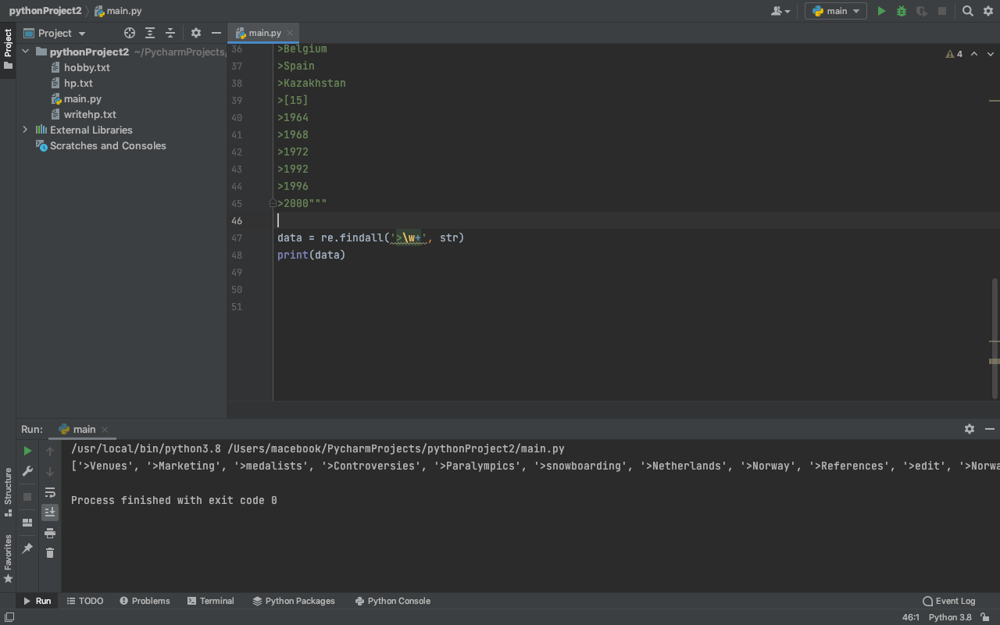 pythonProject2
main.py
main
Project
main.py
4
Project
pythonProject2 ~/PycharmProjects/
hobby.txt
hp.txt
main.py
writehp.txt
External Libraries
Scratches and Consoles
36 >Belgium
37 >Spain
38 >Kazakhstan
39 >[15]
40 >1964
41 >1968
42 >1972
43 >1992
44 >1996
45 >2000"""
46
47 data = re.findall('>\w+', str)
48 print(data)
49
50
51
Run: main
/usr/local/bin/python3.8 /Users/macebook/PycharmProjects/pythonProject2/main.py
['>Venues', '>Marketing', '>medalists', '>Controversies', '>Paralympics', '>snowboarding', '>Netherlands', '>Norway', '>References', '>edit', '>Norwa
Process finished with exit code 0
Structure
Favorites
Run
TODO
Problems
Terminal
Python Packages
Python Console
Event Log
46:1 Python 3.8